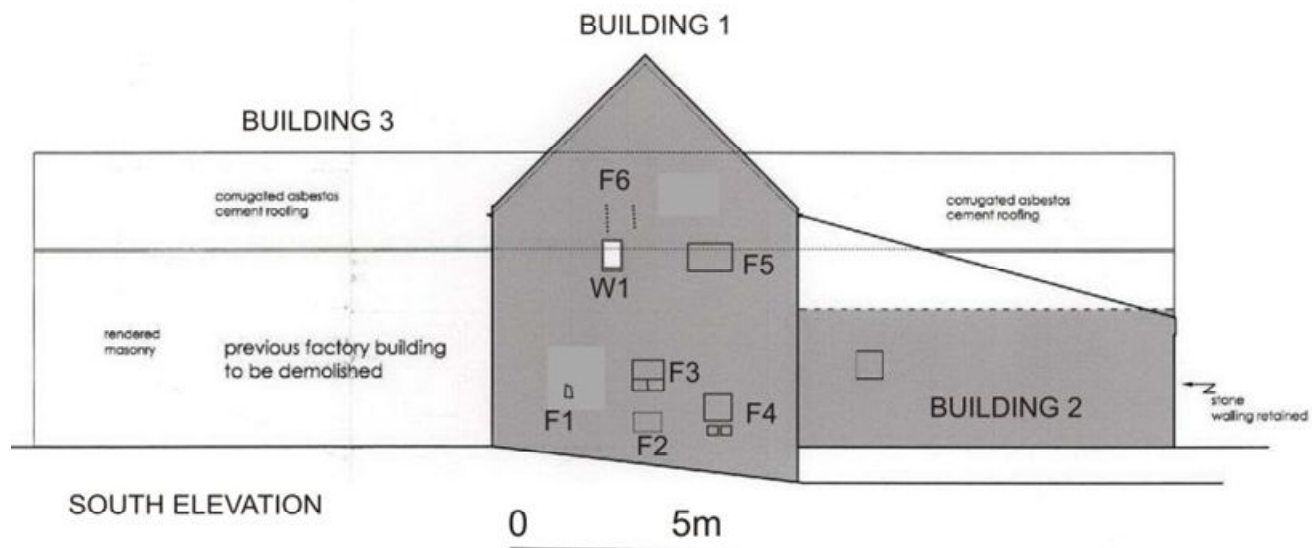 BUILDING 1
BUILDING 3
corrugated asbestos
cement roofing
F6
corrugated asbestos
cement roofing
W1
F5
rendered
masonry
previous factory building
to be demolished
F3
F1
F2
F4
BUILDING 2
stone
walling retained
SOUTH ELEVATION
0 5m